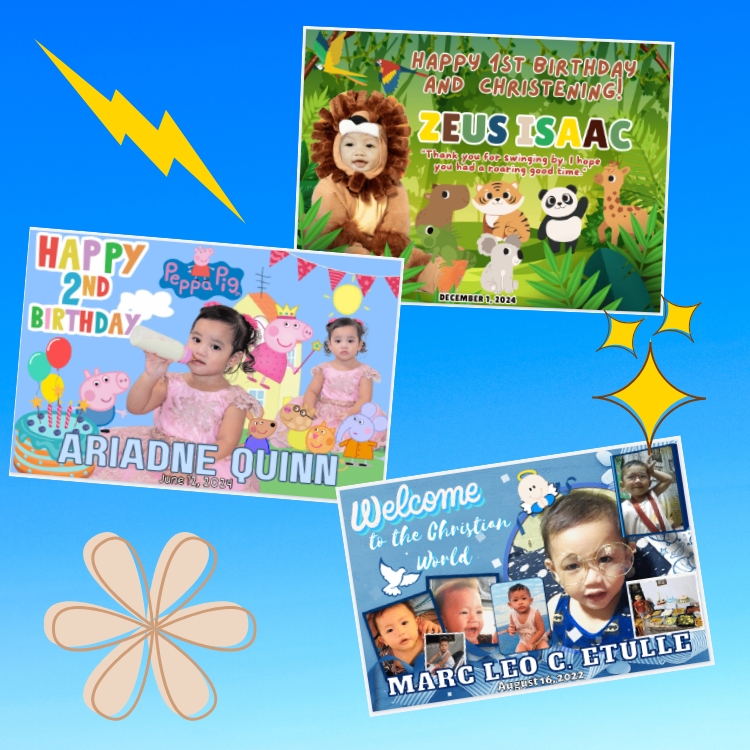 HAPPY 1ST BIRTHDAY
AND CHRISTENING!
ZEUS ISAAC
"Thank you for swinging by. I hope
you had a roaring good time."
DECEMBER 1, 2024
HAPPY
2ND
BIRTHDAY
Peppa Pig
ARIADNE QUINN
June 12, 2024
Welcome
to the Christian
World
MARC LEO C. ETULLE
August 16, 2022